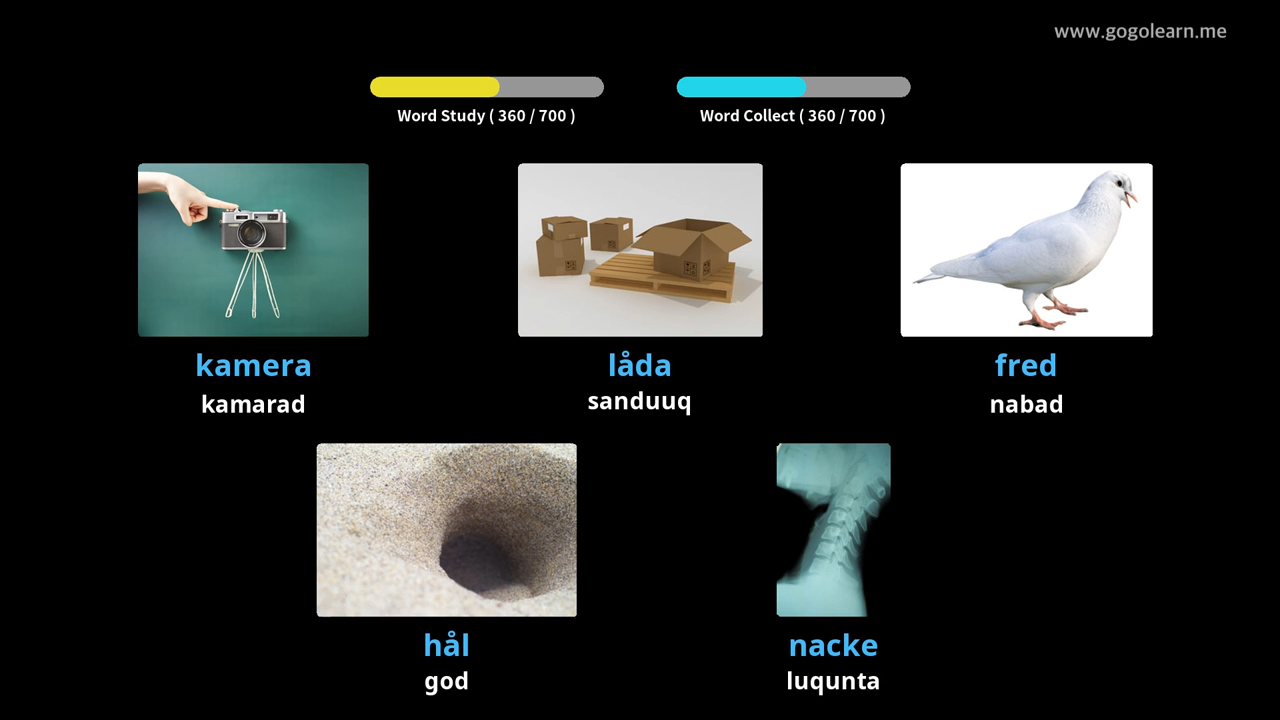 www.gogolearn.me
Word Study ( 360 / 700 )
Word Collect ( 360 / 700 )
kamera
kamarad
låda
sanduuq
fred
nabad
hål
god
nacke
luqunta